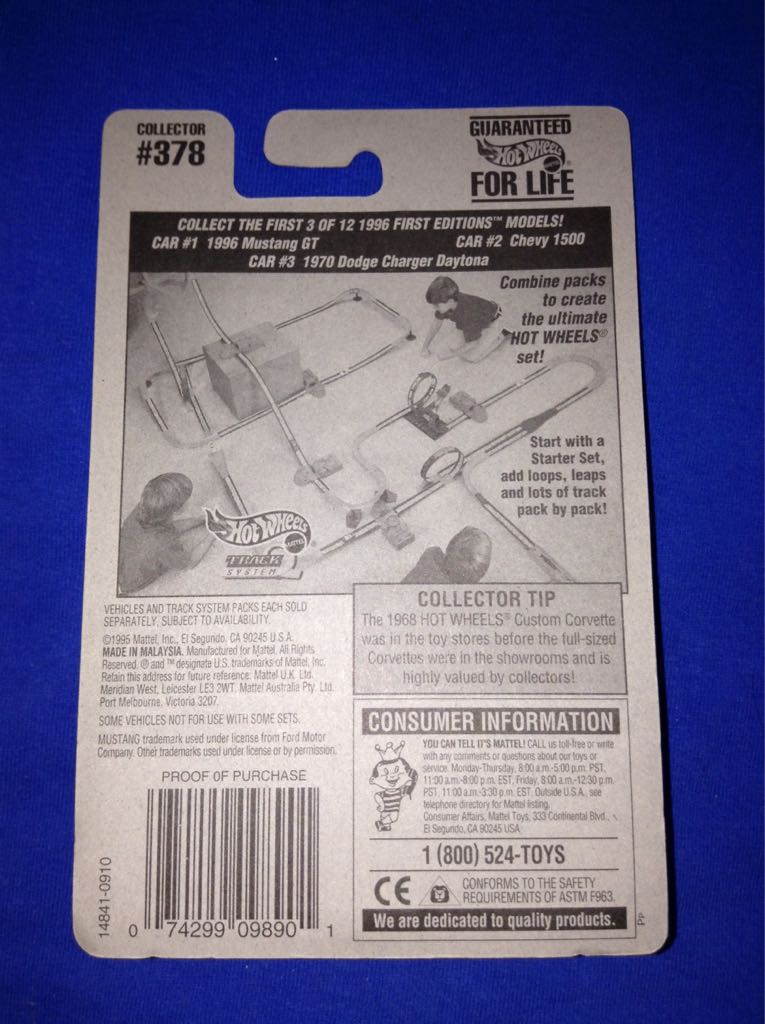 COLLECTOR
#378
GUARANTEED
HOT WHEELS®
FOR LIFE
COLLECT THE FIRST 3 OF 12 1996 FIRST EDITIONS™ MODELS!
CAR #1 1996 Mustang GT CAR #2 Chevy 1500
CAR #3 1970 Dodge Charger Daytona
Combine packs
to create
the ultimate
HOT WHEELS®
set!
Start with a
Starter Set,
add loops, leaps
and lots of track
pack by pack!
HOT WHEELS
MATTEL
TRACK
SYSTEM
VEHICLES AND TRACK SYSTEM PACKS EACH SOLD
SEPARATELY, SUBJECT TO AVAILABILITY.
©1995 Mattel, Inc., El Segundo, CA 90245 U.S.A.
MADE IN MALAYSIA. Manufactured for Mattel. All Rights
Reserved. ® and ™ designate U.S. trademarks of Mattel, Inc.
Retain this address for future reference: Mattel U.K. Ltd.
Meridian West, Leicester LE3 2WT. Mattel Australia Pty. Ltd.
Port Melbourne, Victoria 3207.
SOME VEHICLES NOT FOR USE WITH SOME SETS.
MUSTANG trademark used under license from Ford Motor
Company. Other trademarks used under license or by permission.
COLLECTOR TIP
The 1968 HOT WHEELS® Custom Corvette
was in the toy stores before the full-sized
Corvettes were in the showrooms and is
highly valued by collectors!
CONSUMER INFORMATION
YOU CAN TELL IT'S MATTEL! CALL us toll-free or write
with any comments or questions about our toys or
service. Monday-Thursday, 8:00 a.m.-5:00 p.m. PST,
11:00 a.m.-8:00 p.m. EST, Friday, 8:00 a.m.-12:30 p.m.
PST, 11:00 a.m.-3:30 p.m. EST. Outside U.S.A., see
telephone directory for Mattel listing.
Consumer Affairs, Mattel Toys, 333 Continental Blvd.,
El Segundo, CA 90245 USA
1 (800) 524-TOYS
CE
CONFORMS TO THE SAFETY
REQUIREMENTS OF ASTM F963.
We are dedicated to quality products.
PP
PROOF OF PURCHASE
14841-0910
0 74299 09890 1